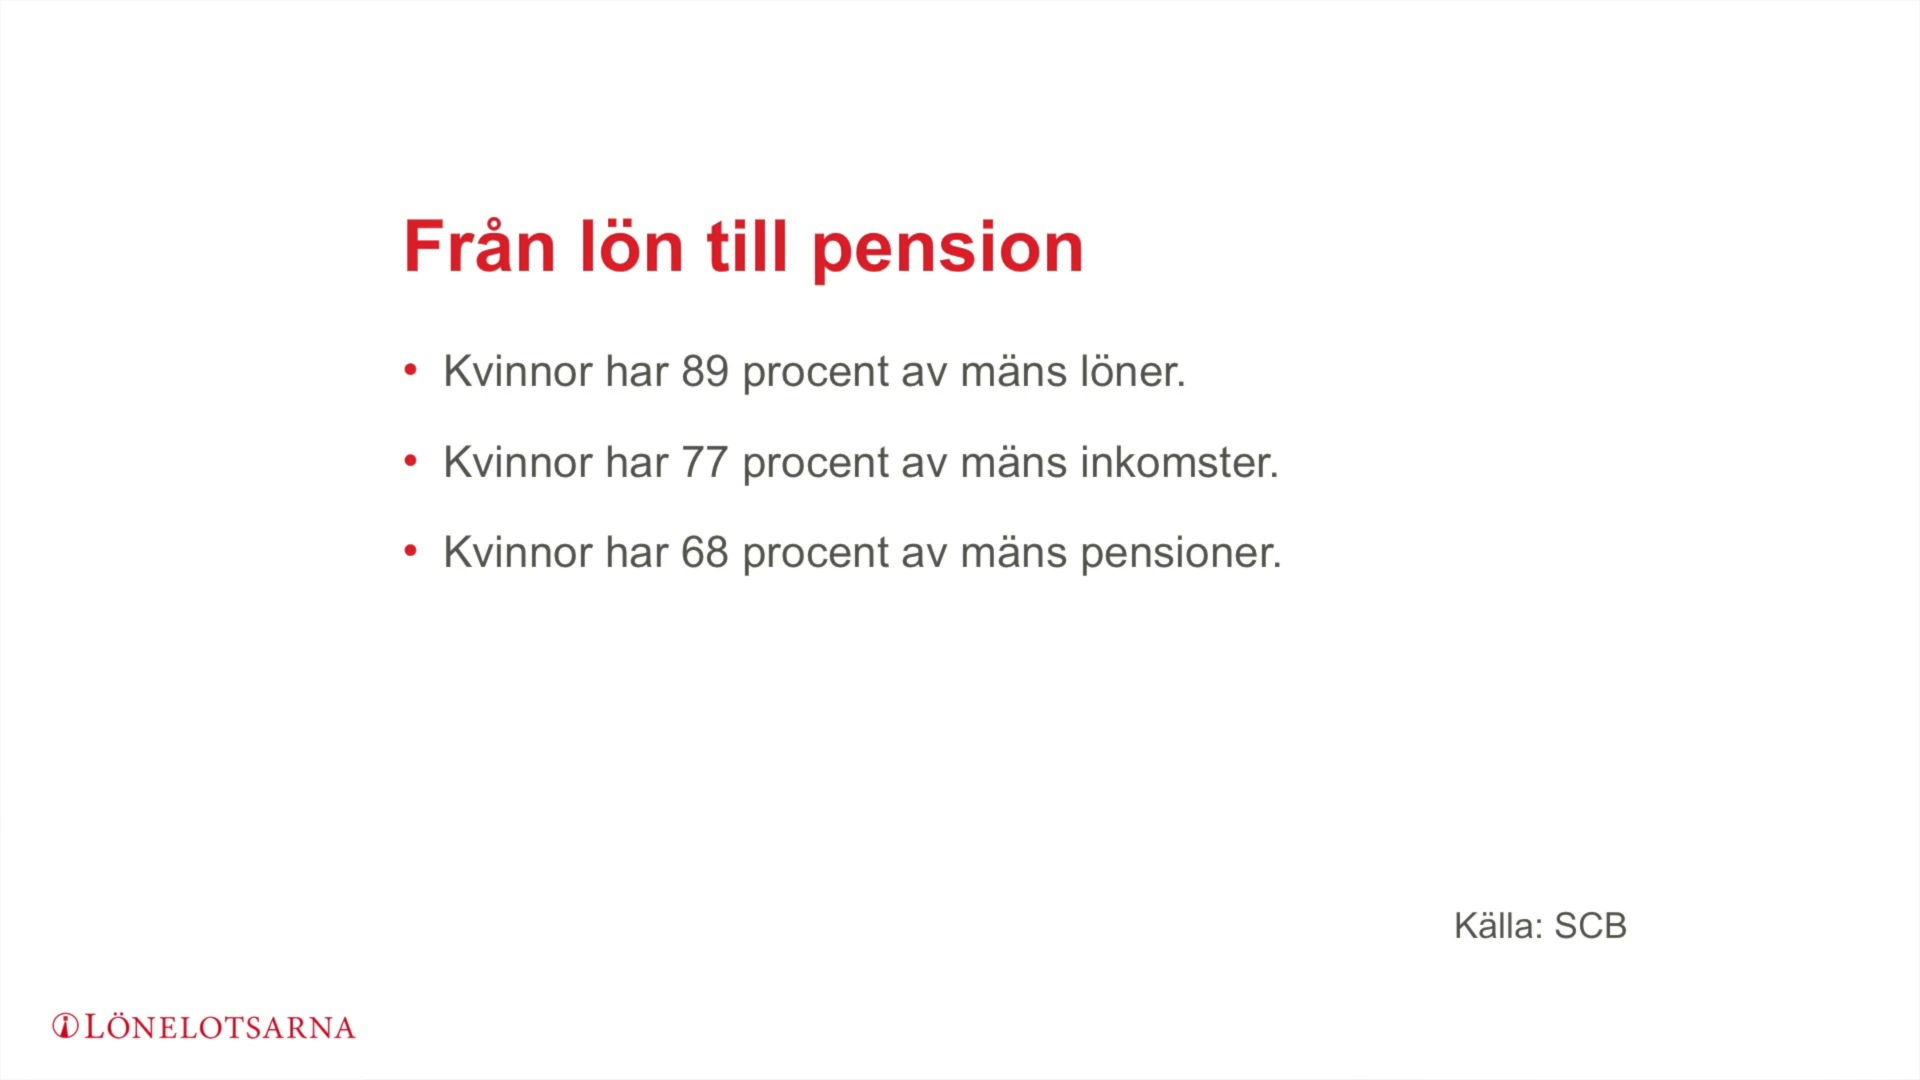 Från lön till pension
• Kvinnor har 89 procent av mäns löner.
• Kvinnor har 77 procent av mäns inkomster.
• Kvinnor har 68 procent av mäns pensioner.
Källa: SCB
LÖNELOTSARNA